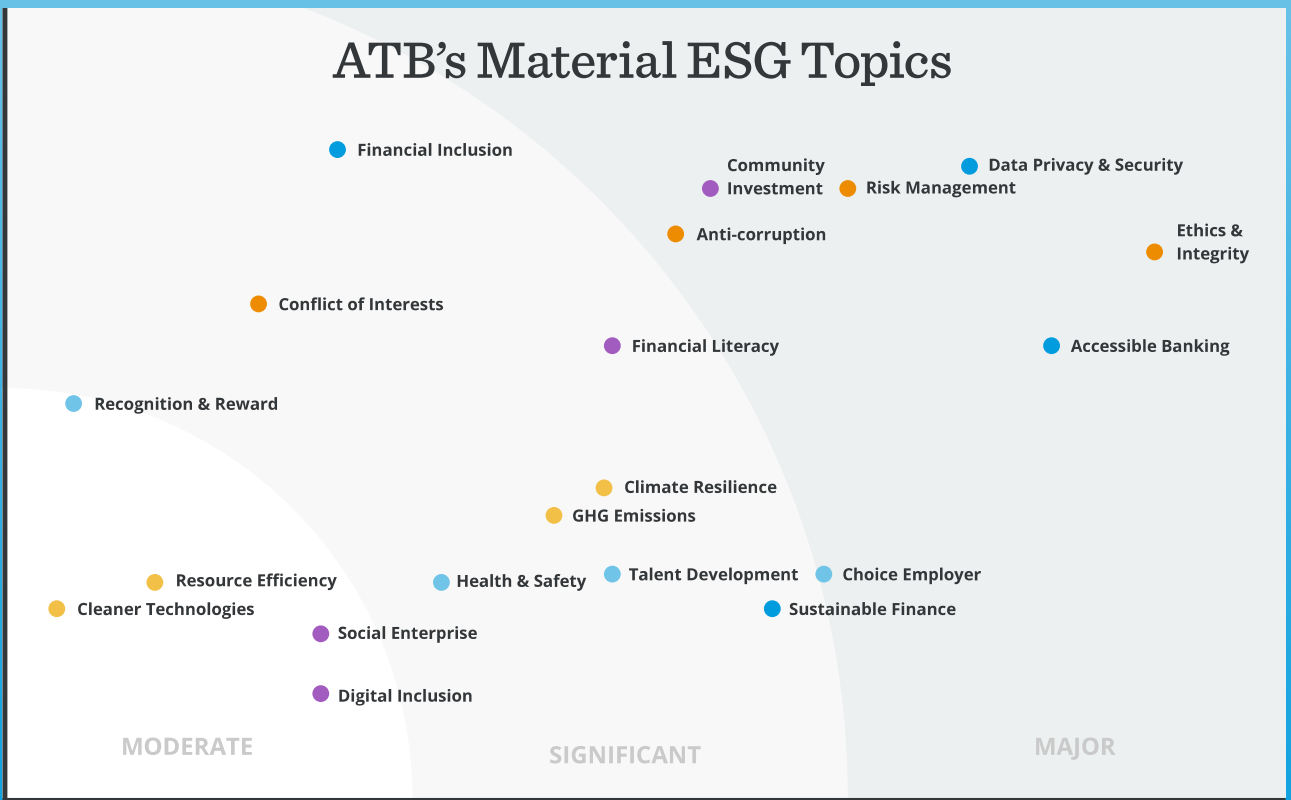 ATB’s Material ESG Topics
Financial Inclusion
Community
Investment
Data Privacy & Security
Risk Management
Anti-corruption
Ethics &
Integrity
Conflict of Interests
Financial Literacy
Accessible Banking
Recognition & Reward
Climate Resilience
GHG Emissions
Resource Efficiency
Health & Safety
Talent Development
Choice Employer
Cleaner Technologies
Sustainable Finance
Social Enterprise
Digital Inclusion
MODERATE
SIGNIFICANT
MAJOR